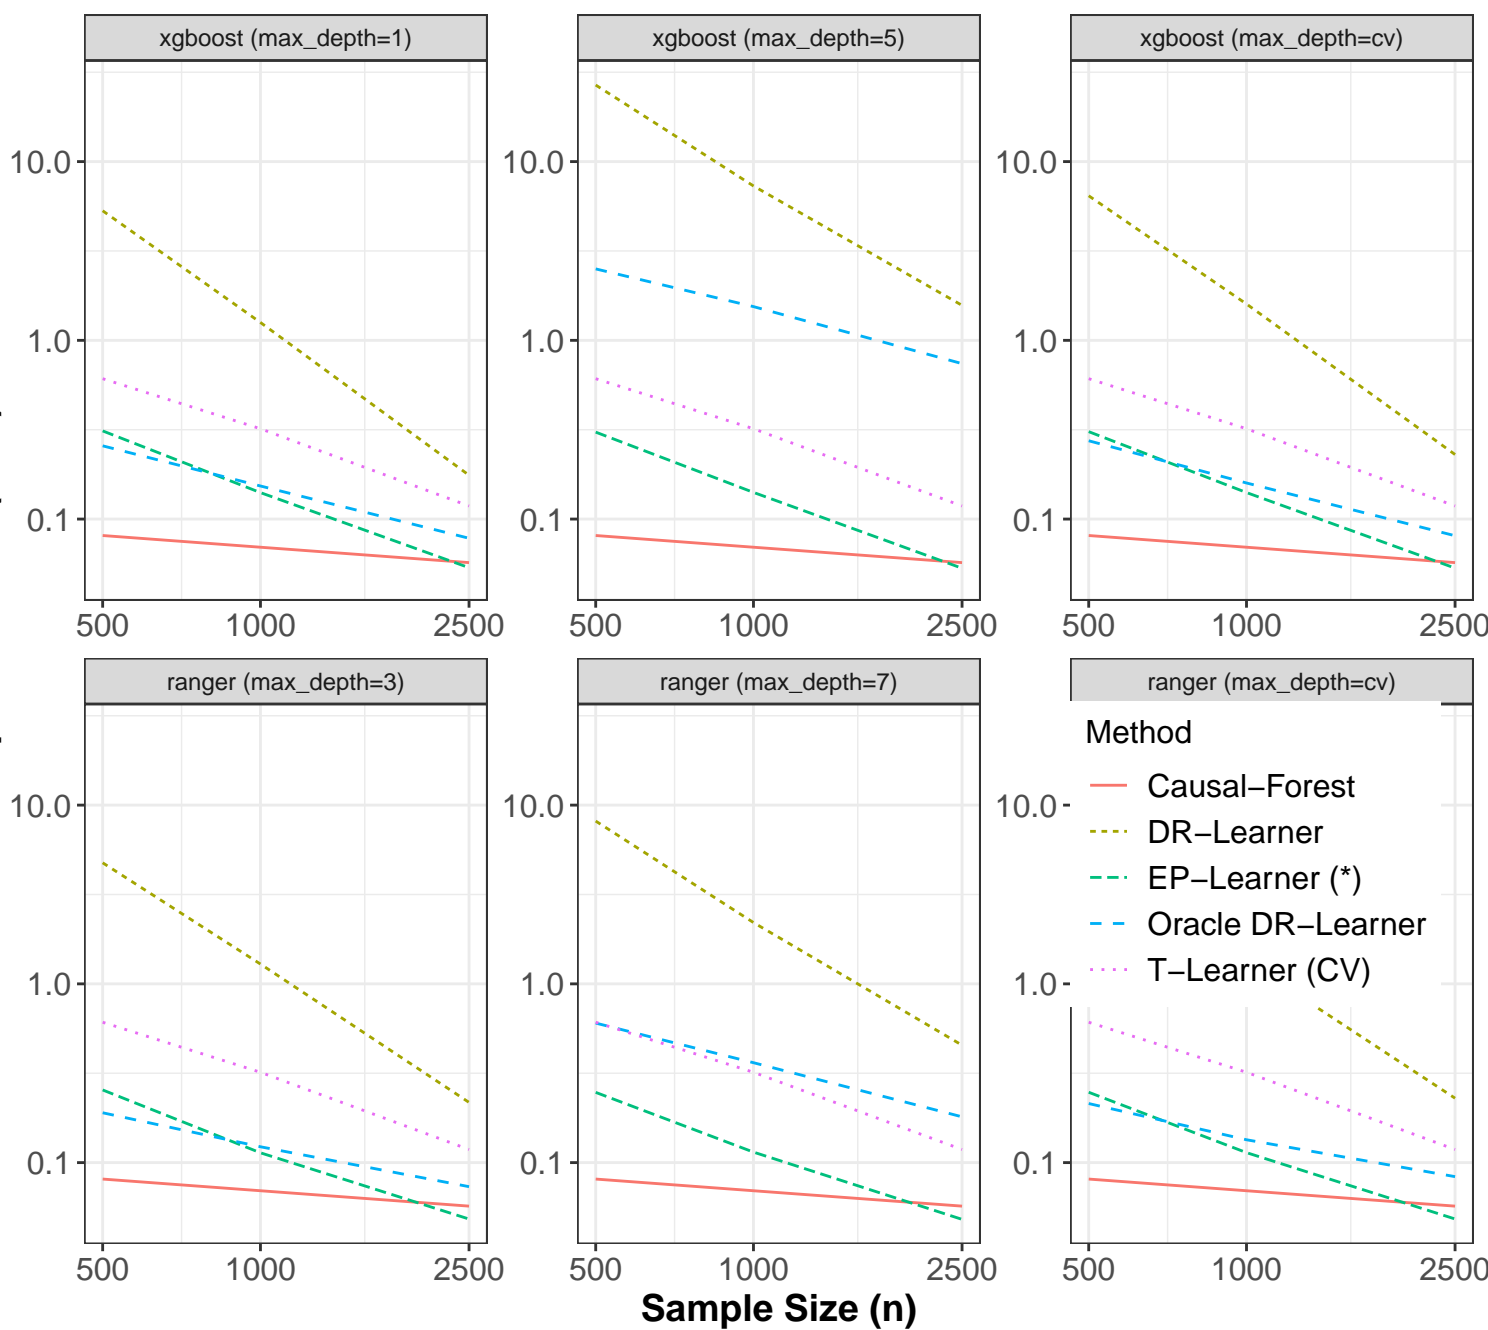 xgboost (max_depth=1)
xgboost (max_depth=5)
xgboost (max_depth=cv)
10.0
1.0
0.1
500 1000 2500
10.0
1.0
0.1
500 1000 2500
10.0
1.0
0.1
500 1000 2500
ranger (max_depth=3)
ranger (max_depth=7)
ranger (max_depth=cv)
10.0
1.0
0.1
500 1000 2500
10.0
1.0
0.1
500 1000 2500
10.0
1.0
0.1
500 1000 2500
Method
Causal−Forest
DR−Learner
EP−Learner (*)
Oracle DR−Learner
T−Learner (CV)
Sample Size (n)